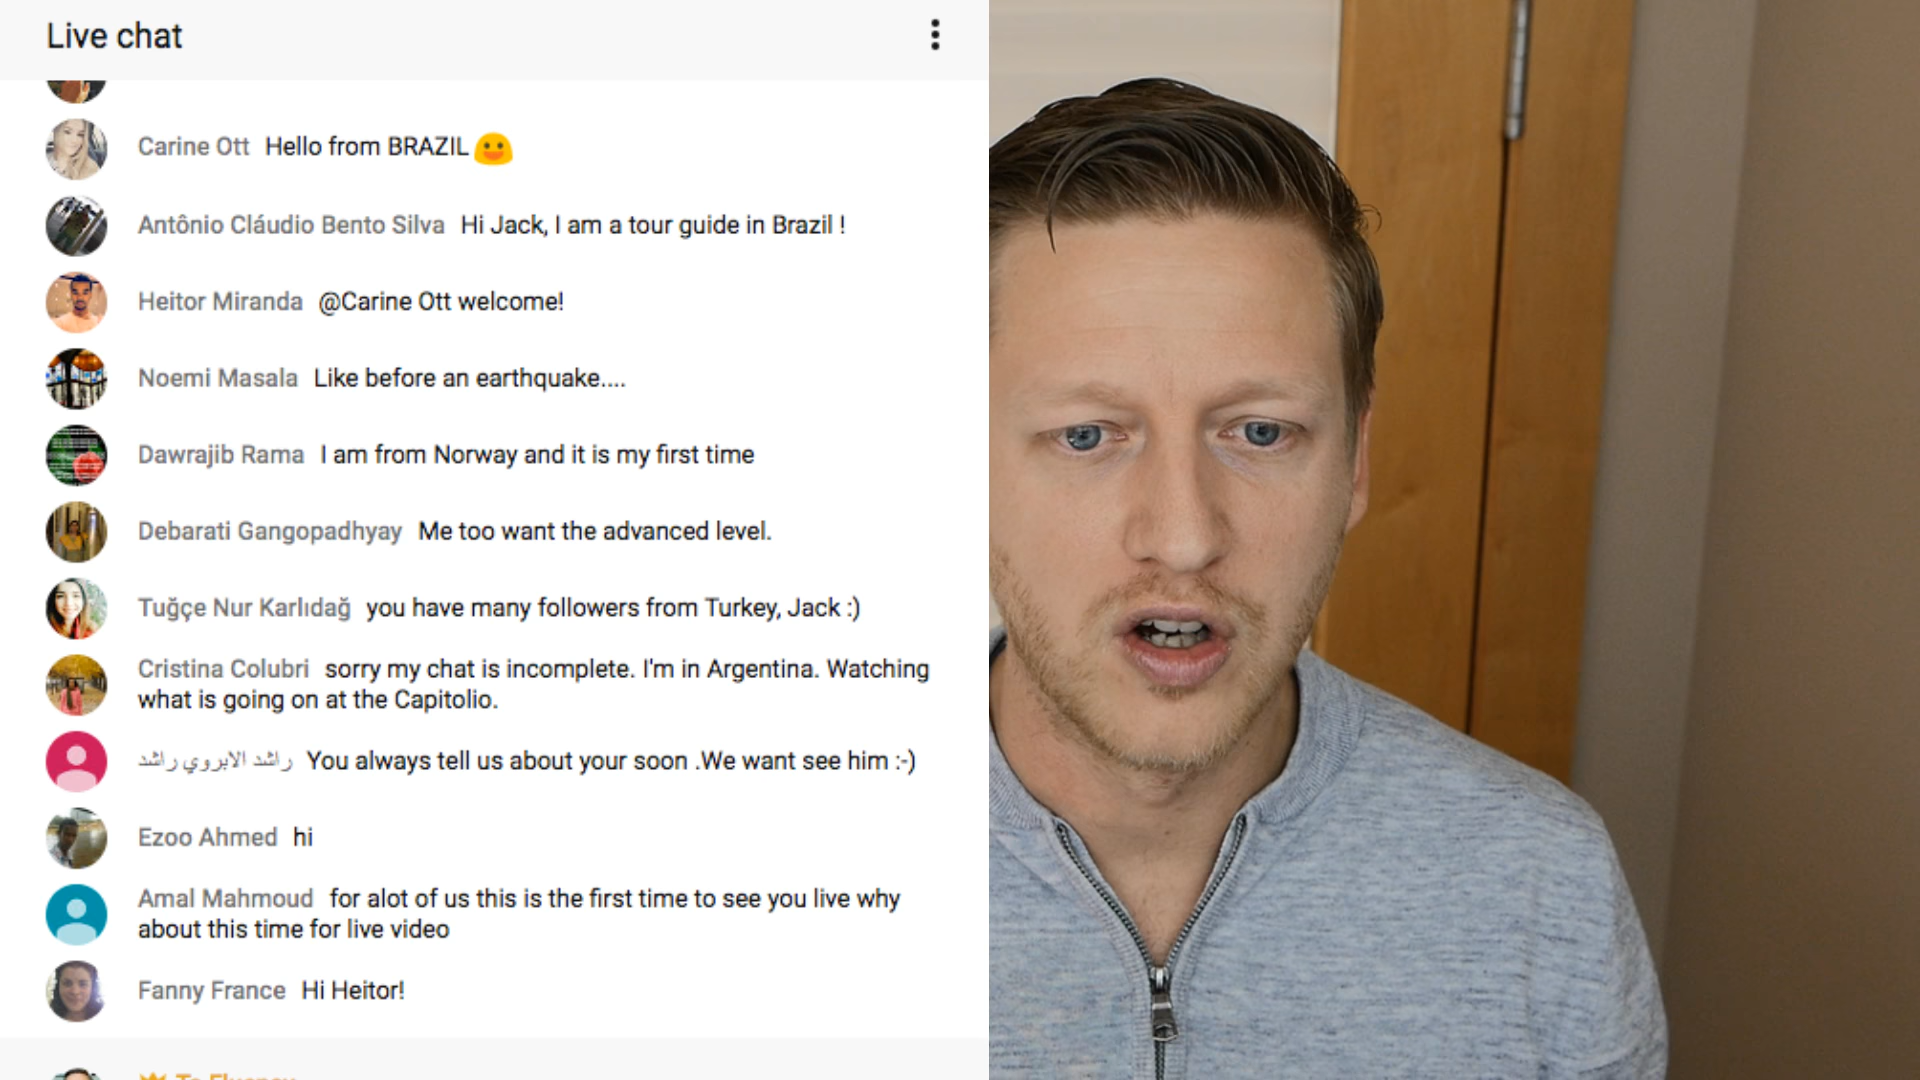 Live chat
Carine Ott Hello from BRAZIL
Antônio Cláudio Bento Silva Hi Jack, I am a tour guide in Brazil !
Heitor Miranda @Carine Ott welcome!
Noemi Masala Like before an earthquake....
Dawrajib Rama I am from Norway and it is my first time
Debarati Gangopadhyay Me too want the advanced level.
Tuğçe Nur Karlıdağ you have many followers from Turkey, Jack :)
Cristina Colubri sorry my chat is incomplete. I'm in Argentina. Watching
what is going on at the Capitolio.
راشد الابروي راشد You always tell us about your soon .We want see him :-)
Ezoo Ahmed hi
Amal Mahmoud for alot of us this is the first time to see you live why
about this time for live video
Fanny France Hi Heitor!
To Fluency